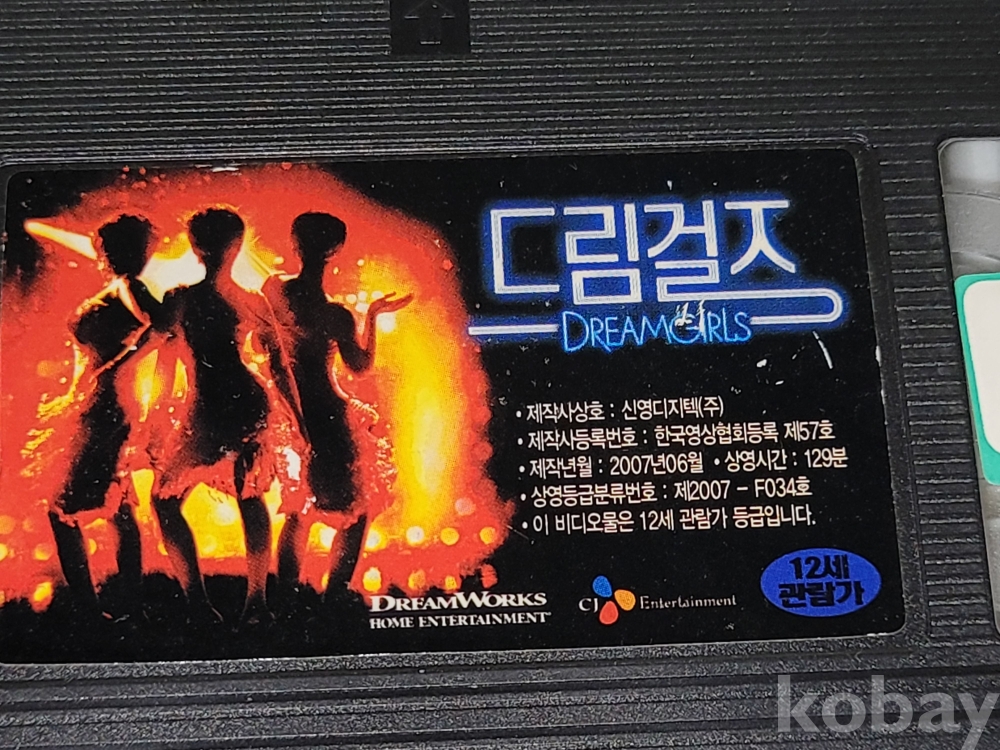 드림걸즈
DREAMGIRLS
• 제작사상호 : 신영디지텍(주)
• 제작사등록번호 : 한국영상협회등록 제57호
• 제작년월 : 2007년06월 • 상영시간 : 129분
• 상영등급분류번호 : 제2007 - F034호
• 이 비디오물은 12세 관람가 등급입니다.
12세
관람가
DREAMWORKS
HOME ENTERTAINMENT
CJ Entertainment
kobay